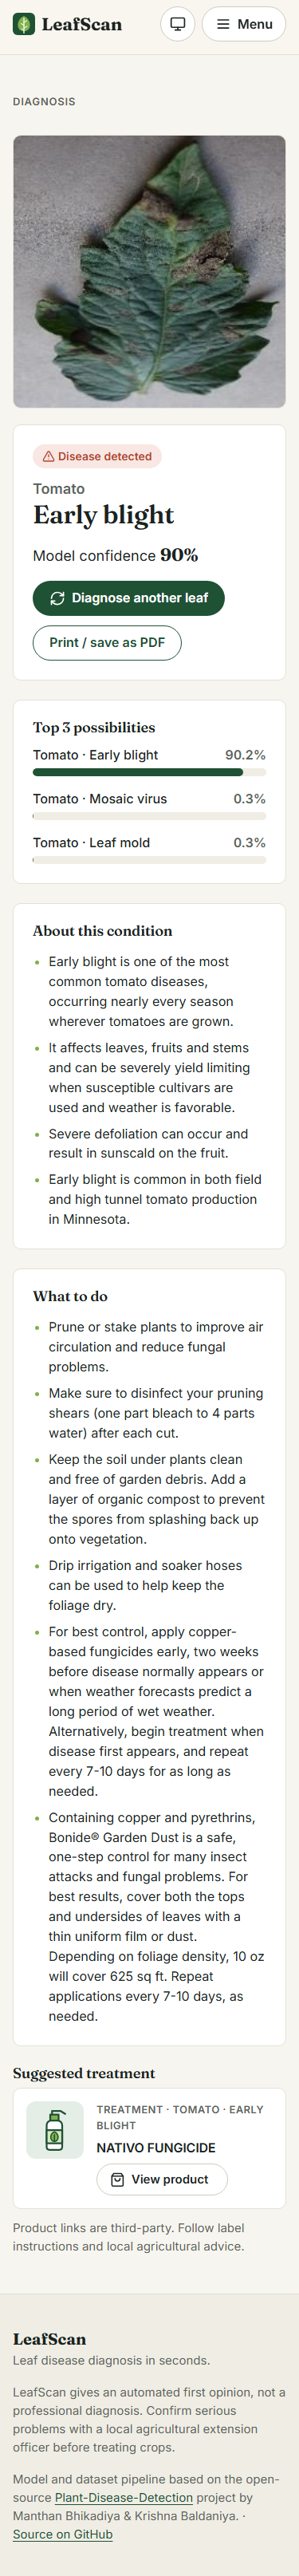 LeafScan
Menu
DIAGNOSIS
Disease detected
Tomato
Early blight
Model confidence 90%
Diagnose another leaf
Print / save as PDF
Top 3 possibilities
Tomato · Early blight 90.2%
Tomato · Mosaic virus 0.3%
Tomato · Leaf mold 0.3%
About this condition
• Early blight is one of the most
common tomato diseases,
occurring nearly every season
wherever tomatoes are grown.
• It affects leaves, fruits and stems
and can be severely yield limiting
when susceptible cultivars are
used and weather is favorable.
• Severe defoliation can occur and
result in sunscald on the fruit.
• Early blight is common in both field
and high tunnel tomato production
in Minnesota.
What to do
• Prune or stake plants to improve air
circulation and reduce fungal
problems.
• Make sure to disinfect your pruning
shears (one part bleach to 4 parts
water) after each cut.
• Keep the soil under plants clean
and free of garden debris. Add a
layer of organic compost to prevent
the spores from splashing back up
onto vegetation.
• Drip irrigation and soaker hoses
can be used to help keep the
foliage dry.
• For best control, apply copper-
based fungicides early, two weeks
before disease normally appears or
when weather forecasts predict a
long period of wet weather.
Alternatively, begin treatment when
disease first appears, and repeat
every 7-10 days for as long as
needed.
• Containing copper and pyrethrins,
Bonide® Garden Dust is a safe,
one-step control for many insect
attacks and fungal problems. For
best results, cover both the tops
and undersides of leaves with a
thin uniform film or dust.
Depending on foliage density, 10 oz
will cover 625 sq ft. Repeat
applications every 7-10 days, as
needed.
Suggested treatment
TREATMENT · TOMATO · EARLY
BLIGHT
NATIVO FUNGICIDE
View product
Product links are third-party. Follow label
instructions and local agricultural advice.
LeafScan
Leaf disease diagnosis in seconds.
LeafScan gives an automated first opinion, not a
professional diagnosis. Confirm serious
problems with a local agricultural extension
officer before treating crops.
Model and dataset pipeline based on the open-
source Plant-Disease-Detection project by
Manthan Bhikadiya & Krishna Baldaniya. ·
Source on GitHub